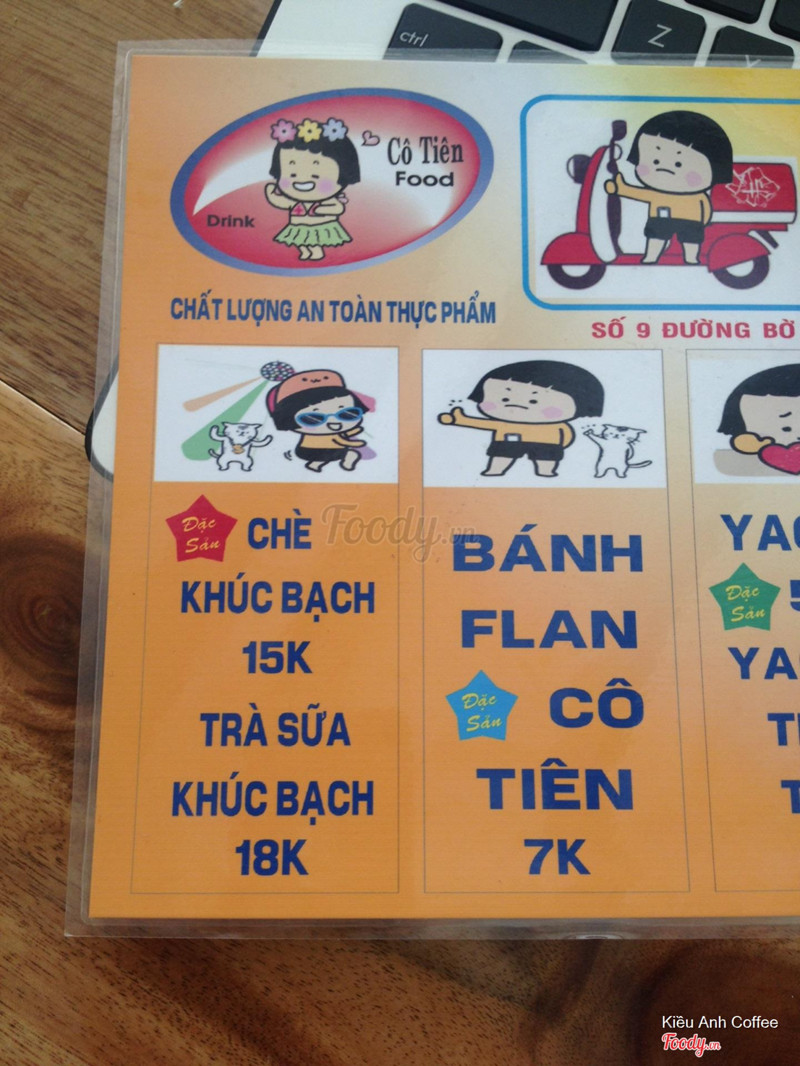 ctrl
Z
Cô Tiên
Food
Drink
CHẤT LƯỢNG AN TOÀN THỰC PHẨM
SỐ 9 ĐƯỜNG BỜ
Đặc
Sản
CHÈ
KHÚC BẠCH
15K
TRÀ SỮA
KHÚC BẠCH
18K
Foody.vn
BÁNH
FLAN
Đặc
Sản
CÔ
TIÊN
7K
Đặc
Sản
Kiều Anh Coffee
Foody.vn